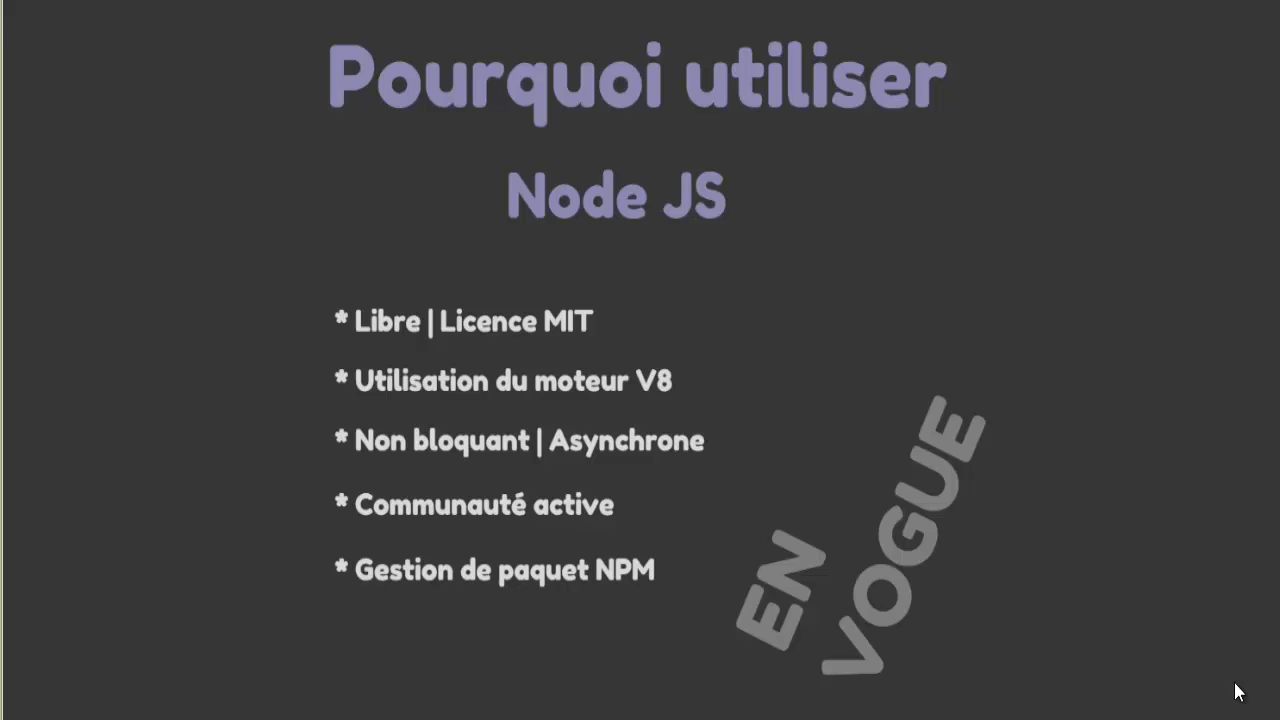 Pourquoi utiliser
Node JS
* Libre | Licence MIT
* Utilisation du moteur V8
* Non bloquant | Asynchrone
* Communauté active
* Gestion de paquet NPM
EN
VOGUE